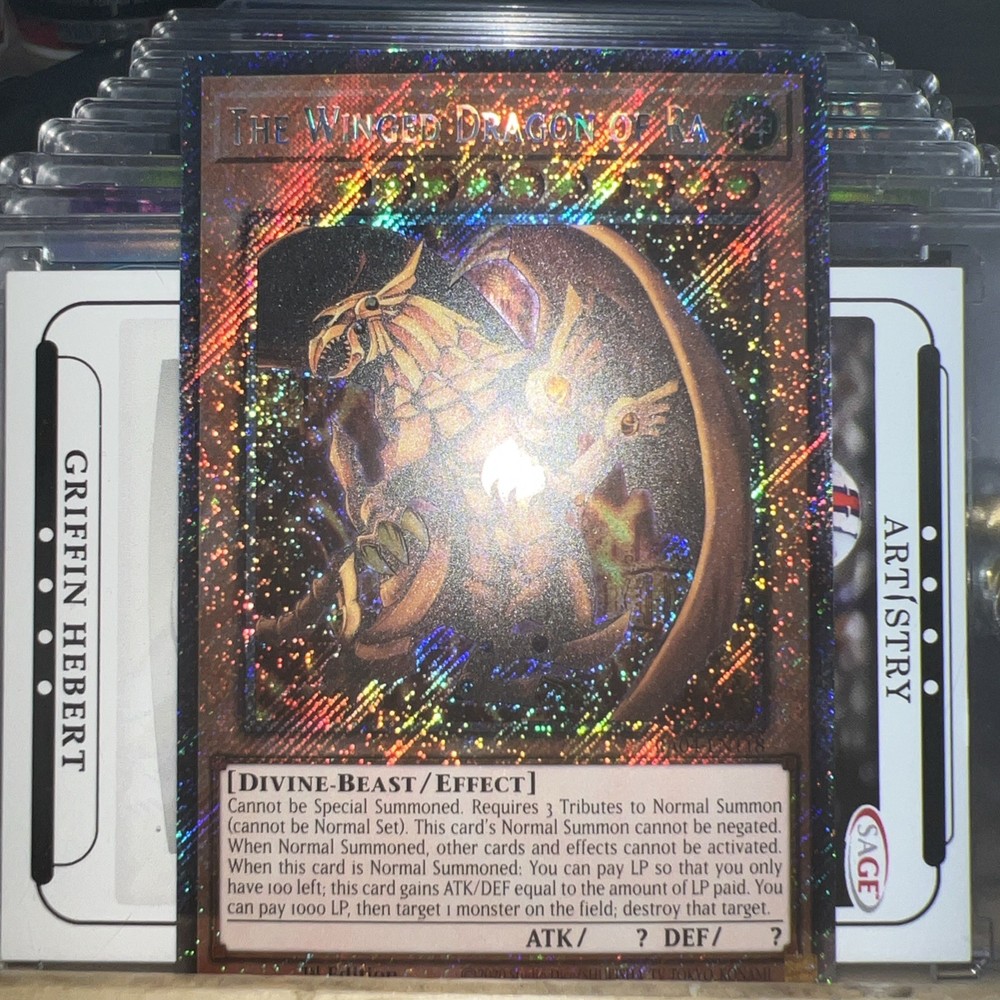 THE WINGED DRAGON OF RA
GRIFFIN HEBERT
ARTISTRY
SAGE
[DIVINE-BEAST/EFFECT]
Cannot be Special Summoned. Requires 3 Tributes to Normal Summon
(cannot be Normal Set). This card's Normal Summon cannot be negated.
When Normal Summoned, other cards and effects cannot be activated.
When this card is Normal Summoned: You can pay LP so that you only
have 100 left; this card gains ATK/DEF equal to the amount of LP paid. You
can pay 1000 LP, then target 1 monster on the field; destroy that target.
ATK/ ? DEF/ ?
Edition